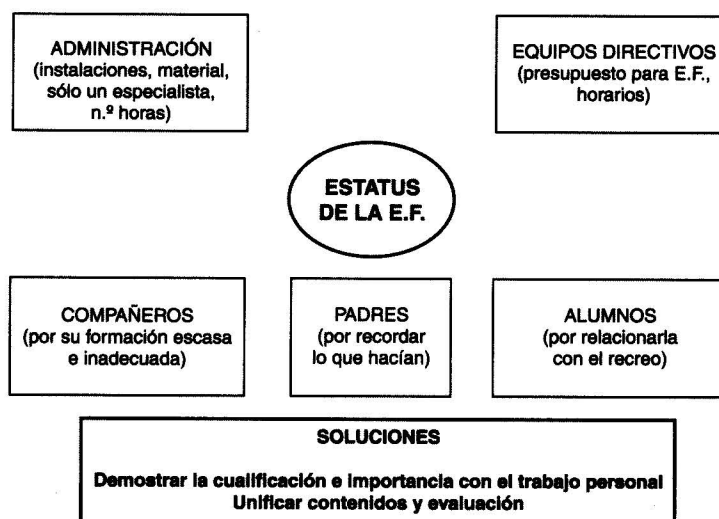 ADMINISTRACIÓN
(instalaciones, material,
sólo un especialista,
n.º horas)
EQUIPOS DIRECTIVOS
(presupuesto para E.F.,
horarios)
ESTATUS
DE LA E.F.
COMPAÑEROS
(por su formación escasa
e inadecuada)
PADRES
(por recordar
lo que hacían)
ALUMNOS
(por relacionarla
con el recreo)
SOLUCIONES
Demostrar la cualificación e importancia con el trabajo personal
Unificar contenidos y evaluación